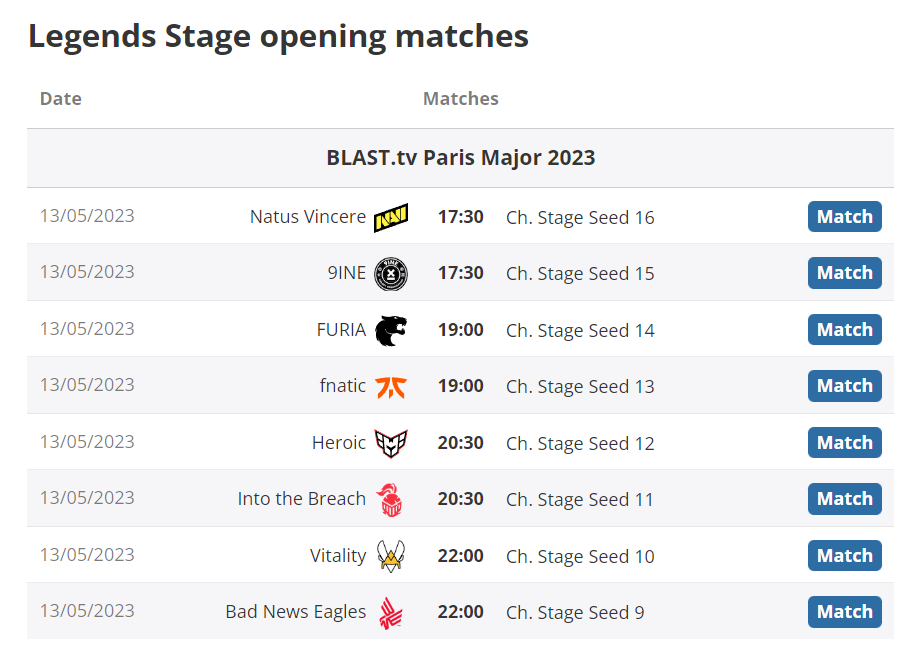 Legends Stage opening matches
Date Matches
BLAST.tv Paris Major 2023
13/05/2023 Natus Vincere 17:30 Ch. Stage Seed 16 Match
13/05/2023 9INE 17:30 Ch. Stage Seed 15 Match
13/05/2023 FURIA 19:00 Ch. Stage Seed 14 Match
13/05/2023 fnatic 19:00 Ch. Stage Seed 13 Match
13/05/2023 Heroic 20:30 Ch. Stage Seed 12 Match
13/05/2023 Into the Breach 20:30 Ch. Stage Seed 11 Match
13/05/2023 Vitality 22:00 Ch. Stage Seed 10 Match
13/05/2023 Bad News Eagles 22:00 Ch. Stage Seed 9 Match